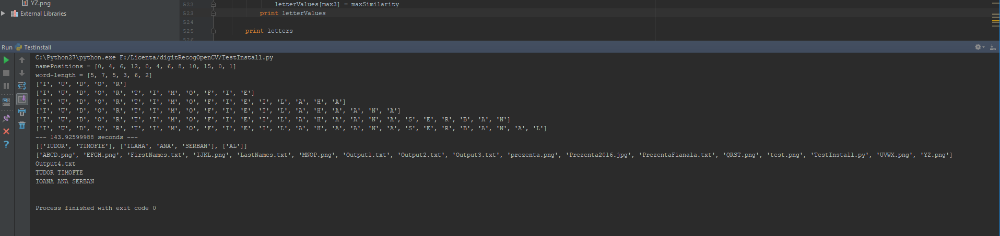 YZ.png
External Libraries
522 letterValues[max3] = maxSimilarity
523 print letterValues
524
525 print letters
526
Run TestInstall
C:\Python27\python.exe F:/Licenta/digitRecogOpenCV/TestInstall.py
namePositions = [0, 4, 6, 12, 0, 4, 6, 8, 10, 15, 0, 1]
word-length = [5, 7, 5, 3, 6, 2]
['I', 'U', 'D', 'O', 'R']
['I', 'U', 'D', 'O', 'R', 'T', 'I', 'M', 'O', 'F', 'I', 'E']
['I', 'U', 'D', 'O', 'R', 'T', 'I', 'M', 'O', 'F', 'I', 'E', 'I', 'L', 'A', 'H', 'A']
['I', 'U', 'D', 'O', 'R', 'T', 'I', 'M', 'O', 'F', 'I', 'E', 'I', 'L', 'A', 'H', 'A', 'A', 'N', 'A']
['I', 'U', 'D', 'O', 'R', 'T', 'I', 'M', 'O', 'F', 'I', 'E', 'I', 'L', 'A', 'H', 'A', 'A', 'N', 'A', 'S', 'E', 'R', 'B', 'A', 'N']
['I', 'U', 'D', 'O', 'R', 'T', 'I', 'M', 'O', 'F', 'I', 'E', 'I', 'L', 'A', 'H', 'A', 'A', 'N', 'A', 'S', 'E', 'R', 'B', 'A', 'N', 'A', 'L']
--- 143.92599988 seconds ---
[['IUDOR', 'TIMOFIE'], ['ILAHA', 'ANA', 'SERBAN'], ['AL']]
['ABCD.png', 'EFGH.png', 'FirstNames.txt', 'IJKL.png', 'LastNames.txt', 'MNOP.png', 'Output1.txt', 'Output2.txt', 'Output3.txt', 'prezenta.png', 'Prezenta2016.jpg', 'PrezentaFianala.txt', 'QRST.png', 'test.png', 'TestInstall.py', 'UVWX.png', 'YZ.png']
Output4.txt
TUDOR TIMOFTE
IOANA ANA SERBAN
Process finished with exit code 0